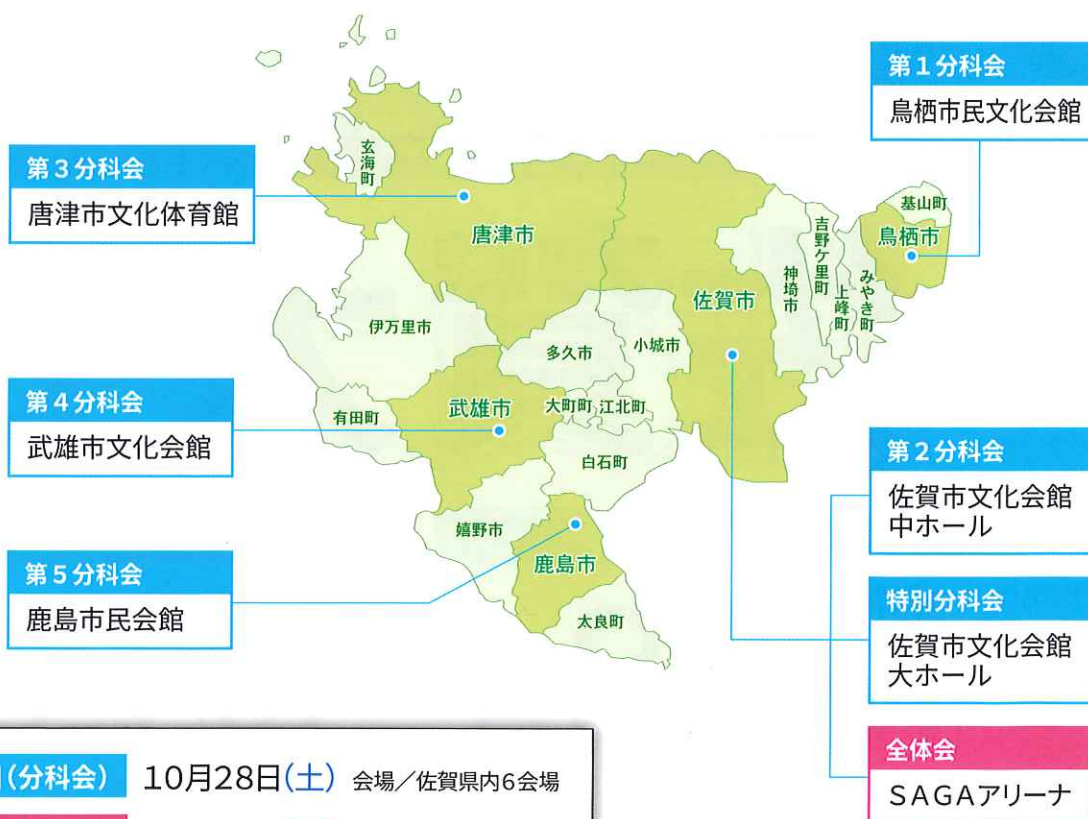 第1分科会
鳥栖市民文化会館
第3分科会
唐津市文化体育館
玄海町
唐津市
基山町
鳥栖市
吉野ケ里町
神埼市
上峰町
みやき町
佐賀市
伊万里市
多久市
小城市
第4分科会
武雄市文化会館
有田町
武雄市
大町町
江北町
白石町
第2分科会
佐賀市文化会館
中ホール
嬉野市
第5分科会
鹿島市民会館
鹿島市
太良町
特別分科会
佐賀市文化会館
大ホール
全体会
SAGAアリーナ
(分科会) 10月28日(土) 会場/佐賀県内6会場